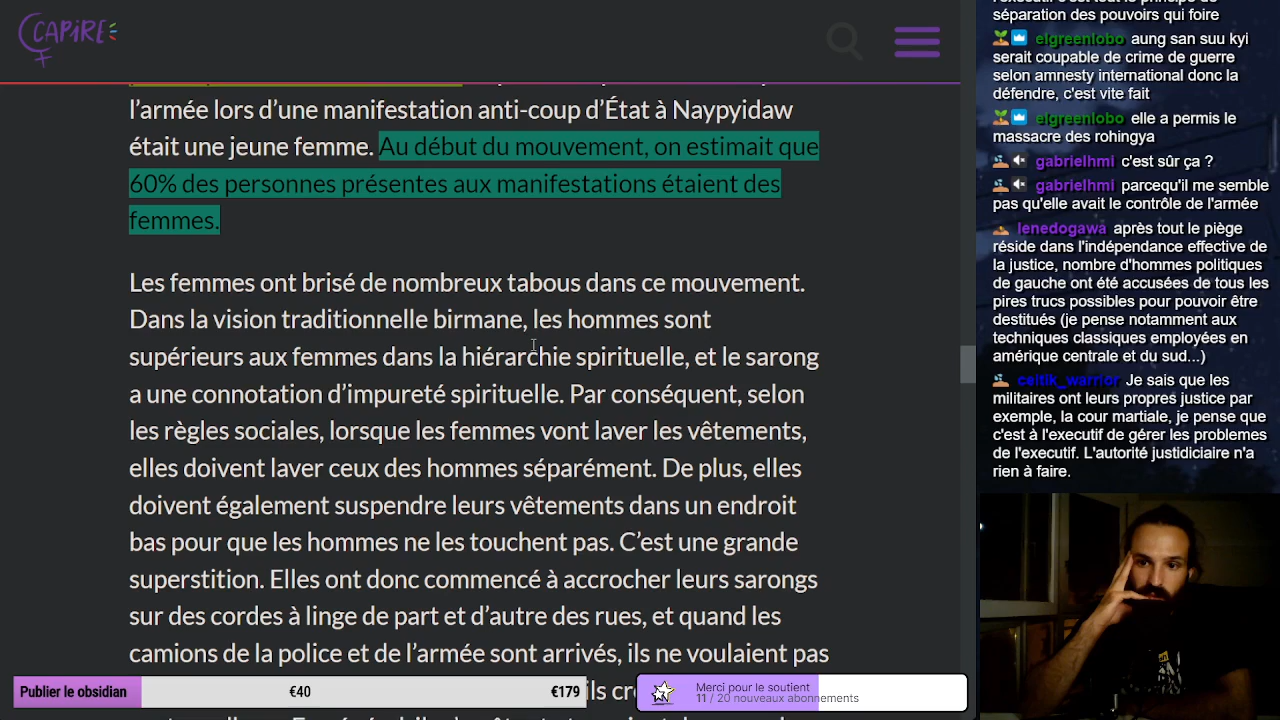 CAPIRE
l'armée lors d'une manifestation anti-coup d'État à Naypyidaw
était une jeune femme. Au début du mouvement, on estimait que
60% des personnes présentes aux manifestations étaient des
femmes.
Les femmes ont brisé de nombreux tabous dans ce mouvement.
Dans la vision traditionnelle birmane, les hommes sont
supérieurs aux femmes dans la hiérarchie spirituelle, et le sarong
a une connotation d'impureté spirituelle. Par conséquent, selon
les règles sociales, lorsque les femmes vont laver les vêtements,
elles doivent laver ceux des hommes séparément. De plus, elles
doivent également suspendre leurs vêtements dans un endroit
bas pour que les hommes ne les touchent pas. C'est une grande
superstition. Elles ont donc commencé à accrocher leurs sarongs
sur des cordes à linge de part et d'autre des rues, et quand les
camions de la police et de l'armée sont arrivés, ils ne voulaient pas
ils
Publier le obsidian €40 €179
Merci pour le soutient
11 / 20 nouveaux abonnements
séparation des pouvoirs qui foire
elgreenlobo aung san suu kyi
serait coupable de crime de guerre
selon amnesty international donc la
défendre, c'est vite fait
elgreenlobo elle a permis le
massacre des rohingya
gabrielhmi c'est sûr ça ?
gabrielhmi parcequ'il me semble
pas qu'elle avait le contrôle de l'armée
lenedogawa après tout le piège
réside dans l'indépendance effective de
la justice, nombre d'hommes politiques
de gauche ont été accusées de tous les
pires trucs possibles pour pouvoir être
destitués (je pense notamment aux
techniques classiques employées en
amérique centrale et du sud...)
celtik_warrior Je sais que les
militaires ont leurs propres justice par
exemple, la cour martiale, je pense que
c'est à l'executif de gérer les problemes
de l'executif. L'autorité justidiciaire n'a
rien à faire.